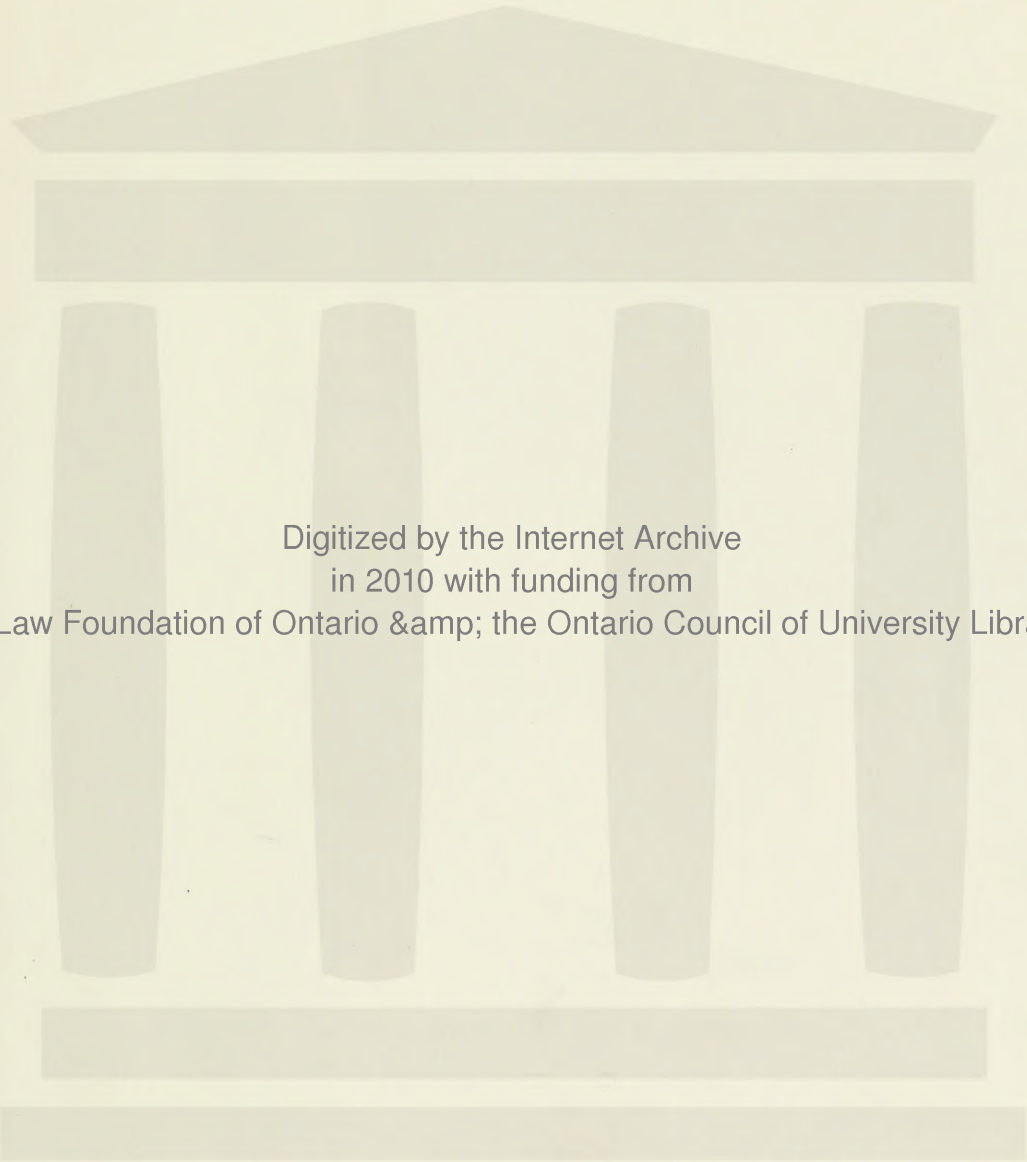 Digitized by the Internet Archive
in 2010 with funding from
Law Foundation of Ontario &amp; the Ontario Council of University